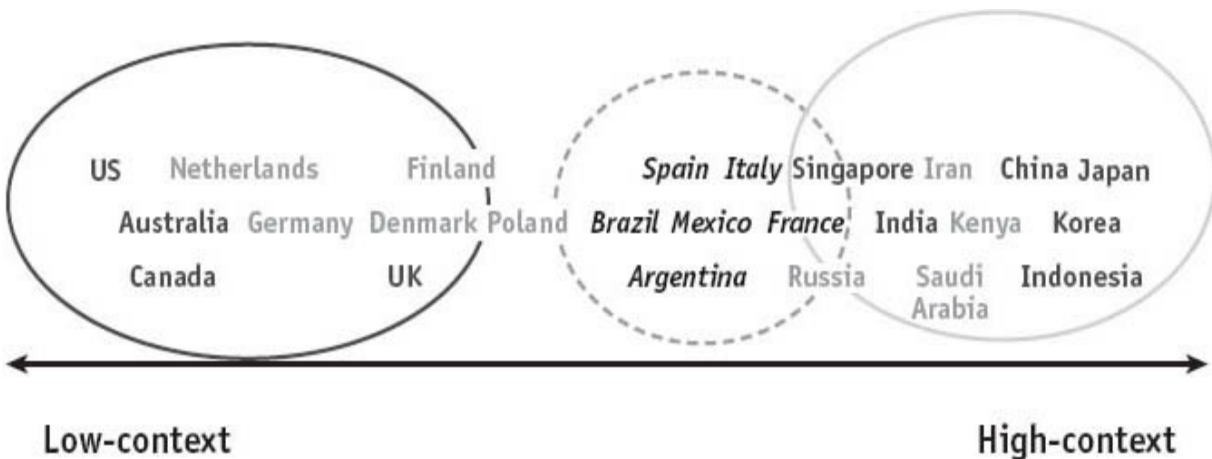 US Netherlands Finland Spain Italy Singapore Iran China Japan
Australia Germany Denmark Poland Brazil Mexico France India Kenya Korea
Canada UK Argentina Russia Saudi Arabia Indonesia
Low-context High-context